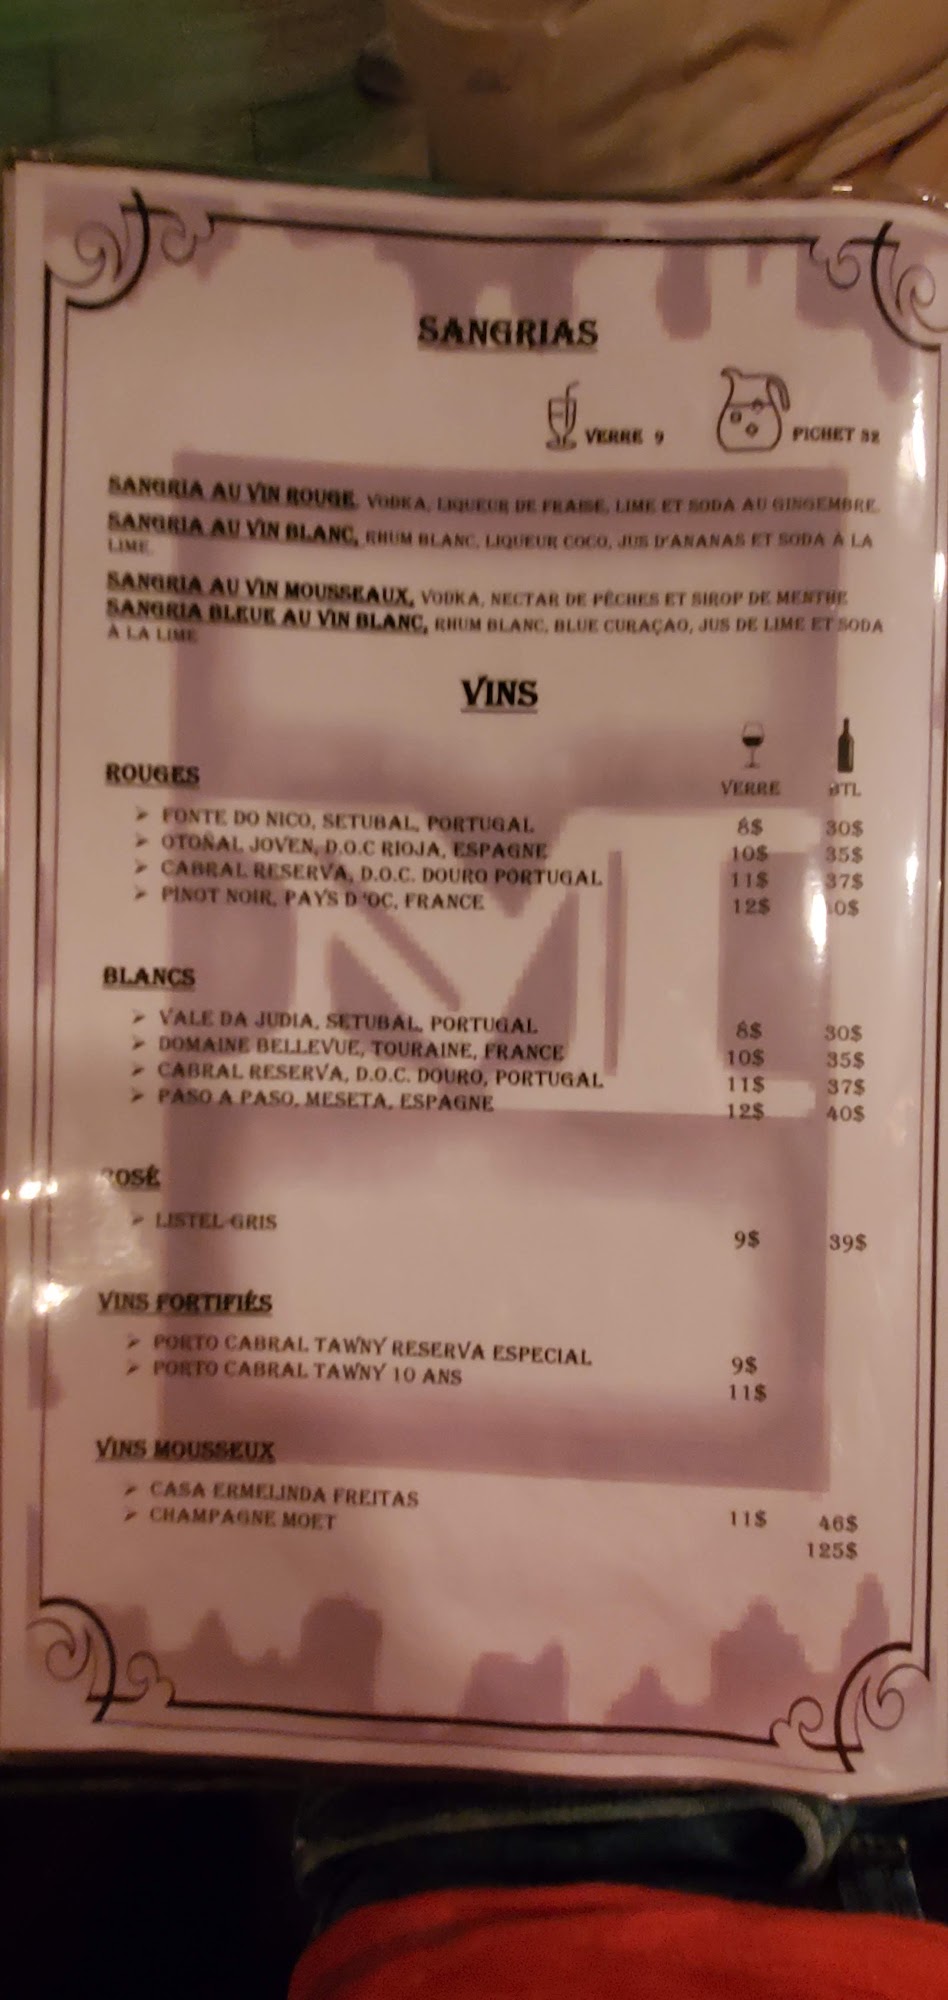 SANGRIAS
VERRE 9 PICHET 32
SANGRIA AU VIN ROUGE, VODKA, LIQUEUR DE FRAISE, LIME ET SODA AU GINGEMBRE.
SANGRIA AU VIN BLANC, RHUM BLANC, LIQUEUR COCO, JUS D'ANANAS ET SODA À LA
LIME.
SANGRIA AU VIN MOUSSEAUX, VODKA, NECTAR DE PÊCHES ET SIROP DE MENTHE
SANGRIA BLEUE AU VIN BLANC, RHUM BLANC, BLUE CURAÇAO, JUS DE LIME ET SODA
À LA LIME
VINS
VERRE BTL
ROUGES
➢ FONTE DO NICO, SETUBAL, PORTUGAL 8$ 30$
➢ OTOÑAL JOVEN, D.O.C RIOJA, ESPAGNE 10$ 35$
➢ CABRAL RESERVA, D.O.C. DOURO PORTUGAL 11$ 37$
➢ PINOT NOIR, PAYS D'OC, FRANCE 12$
BLANCS
➢ VALE DA JUDIA, SETUBAL, PORTUGAL 8$ 30$
➢ DOMAINE BELLEVUE, TOURAINE, FRANCE 10$ 35$
➢ CABRAL RESERVA, D.O.C. DOURO, PORTUGAL 11$ 37$
➢ PASO A PASO, MESETA, ESPAGNE 12$ 40$
ROSÉ
➢ LISTEL GRIS 9$ 39$
VINS FORTIFIÉS
➢ PORTO CABRAL TAWNY RESERVA ESPECIAL 9$
➢ PORTO CABRAL TAWNY 10 ANS 11$
VINS MOUSSEUX
➢ CASA ERMELINDA FREITAS 11$ 46$
➢ CHAMPAGNE MOET 125$